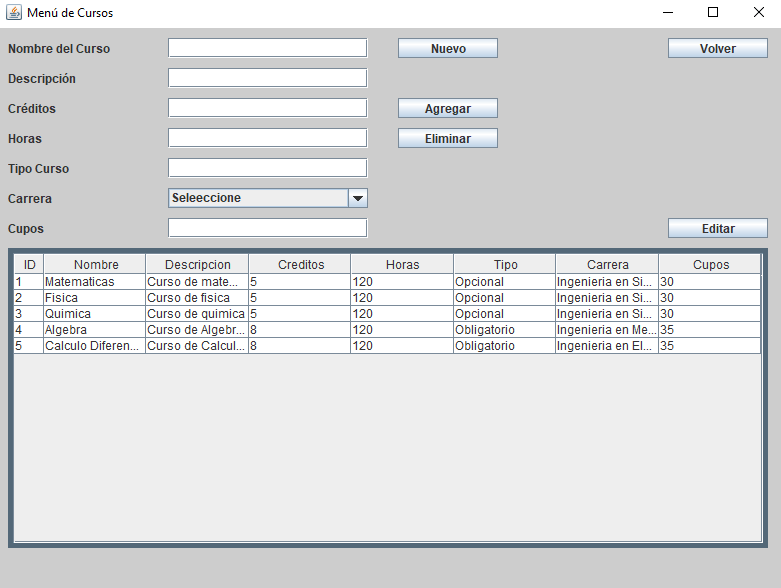 Menú de Cursos
Nombre del Curso Nuevo Volver
Descripción
Créditos Agregar
Horas Eliminar
Tipo Curso
Carrera Seleeccione
Cupos Editar
ID Nombre Descripcion Creditos Horas Tipo Carrera Cupos
1 Matematicas Curso de mate... 5 120 Opcional Ingenieria en Si... 30
2 Fisica Curso de fisica 5 120 Opcional Ingenieria en Si... 30
3 Quimica Curso de quimica 5 120 Opcional Ingenieria en Si... 30
4 Algebra Curso de Algebr... 8 120 Obligatorio Ingenieria en Me... 35
5 Calculo Diferen... Curso de Calcul... 8 120 Obligatorio Ingenieria en El... 35